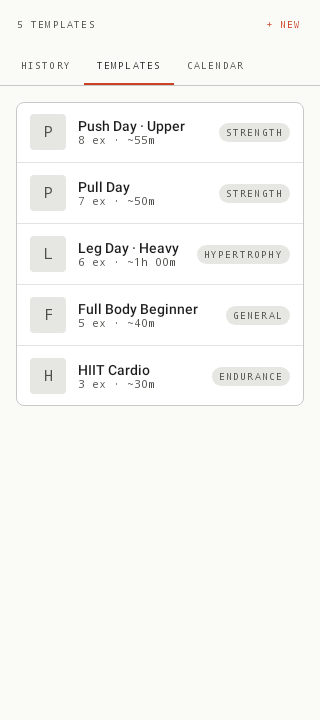 5 TEMPLATES
+ NEW
HISTORY TEMPLATES CALENDAR
P
Push Day · Upper
8 ex · ~55m
STRENGTH
P
Pull Day
7 ex · ~50m
STRENGTH
L
Leg Day · Heavy
6 ex · ~1h 00m
HYPERTROPHY
F
Full Body Beginner
5 ex · ~40m
GENERAL
H
HIIT Cardio
3 ex · ~30m
ENDURANCE